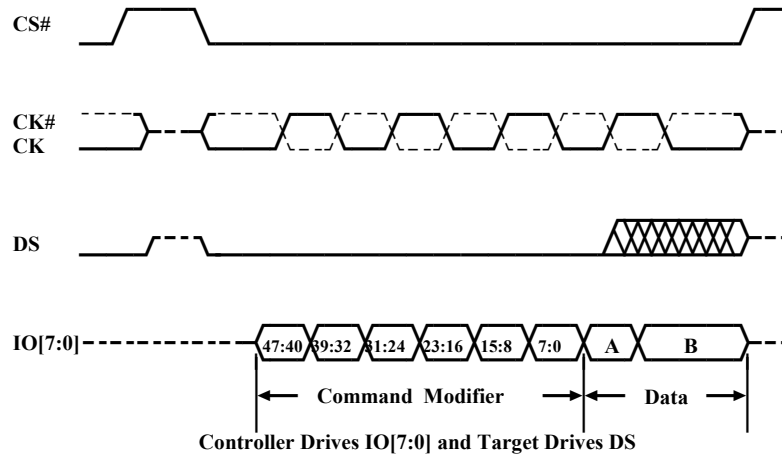 CS#
CK#
CK
DS
IO[7:0]
47:40 39:32 31:24 23:16 15:8 7:0 A B
Command Modifier Data
Controller Drives IO[7:0] and Target Drives DS